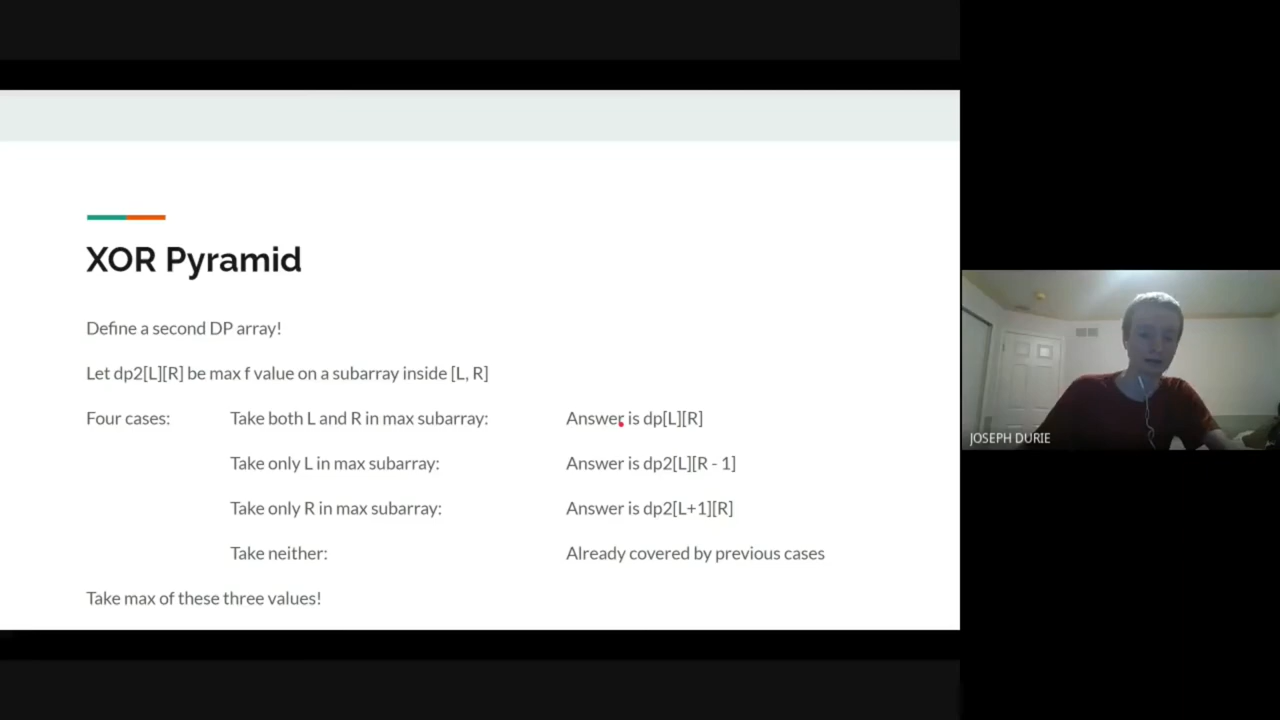 XOR Pyramid
Define a second DP array!
Let dp2[L][R] be max f value on a subarray inside [L, R]
Four cases: Take both L and R in max subarray: Answer is dp[L][R]
Take only L in max subarray: Answer is dp2[L][R - 1]
Take only R in max subarray: Answer is dp2[L+1][R]
Take neither: Already covered by previous cases
Take max of these three values!
JOSEPH DURIE